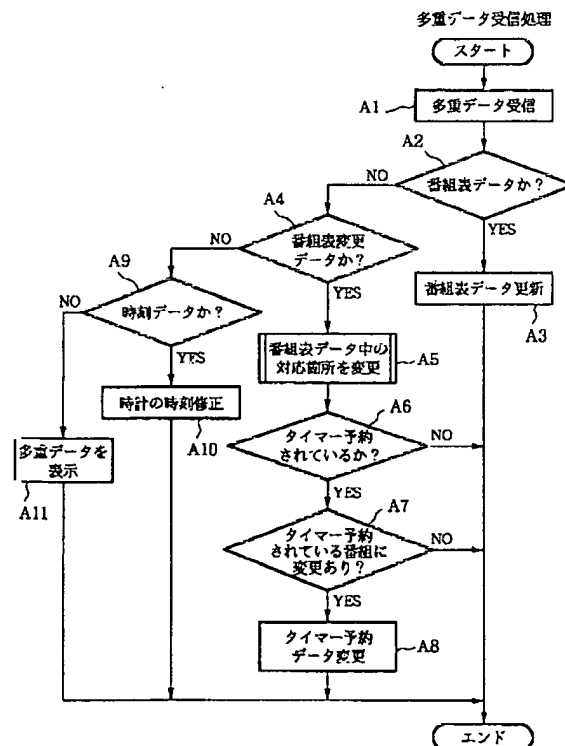 多重データ受信処理
スタート
A1
多重データ受信
A2
番組表データか?
NO
YES
A4
番組表変更
データか?
NO
YES
番組表データ更新
A3
A9
時刻データか?
NO
YES
番組表データ中の
対応箇所を変更
A5
時計の時刻修正
A10
A6
タイマー予約
されているか?
NO
YES
多重データを
表示
A11
A7
タイマー予約
されている番組に
変更あり?
NO
YES
タイマー予約
データ変更
A8
エンド